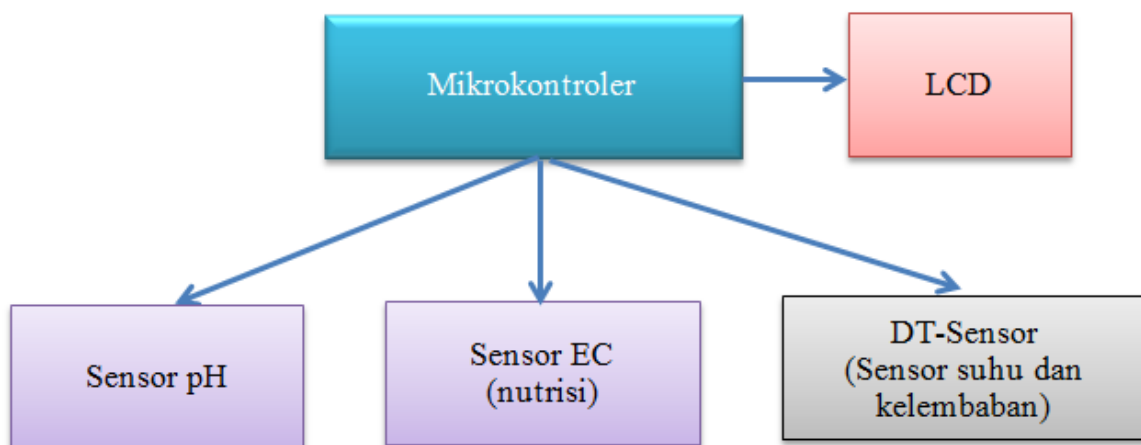 Mikrokontroler
LCD
Sensor pH
Sensor EC
(nutrisi)
DT-Sensor
(Sensor suhu dan
kelembaban)